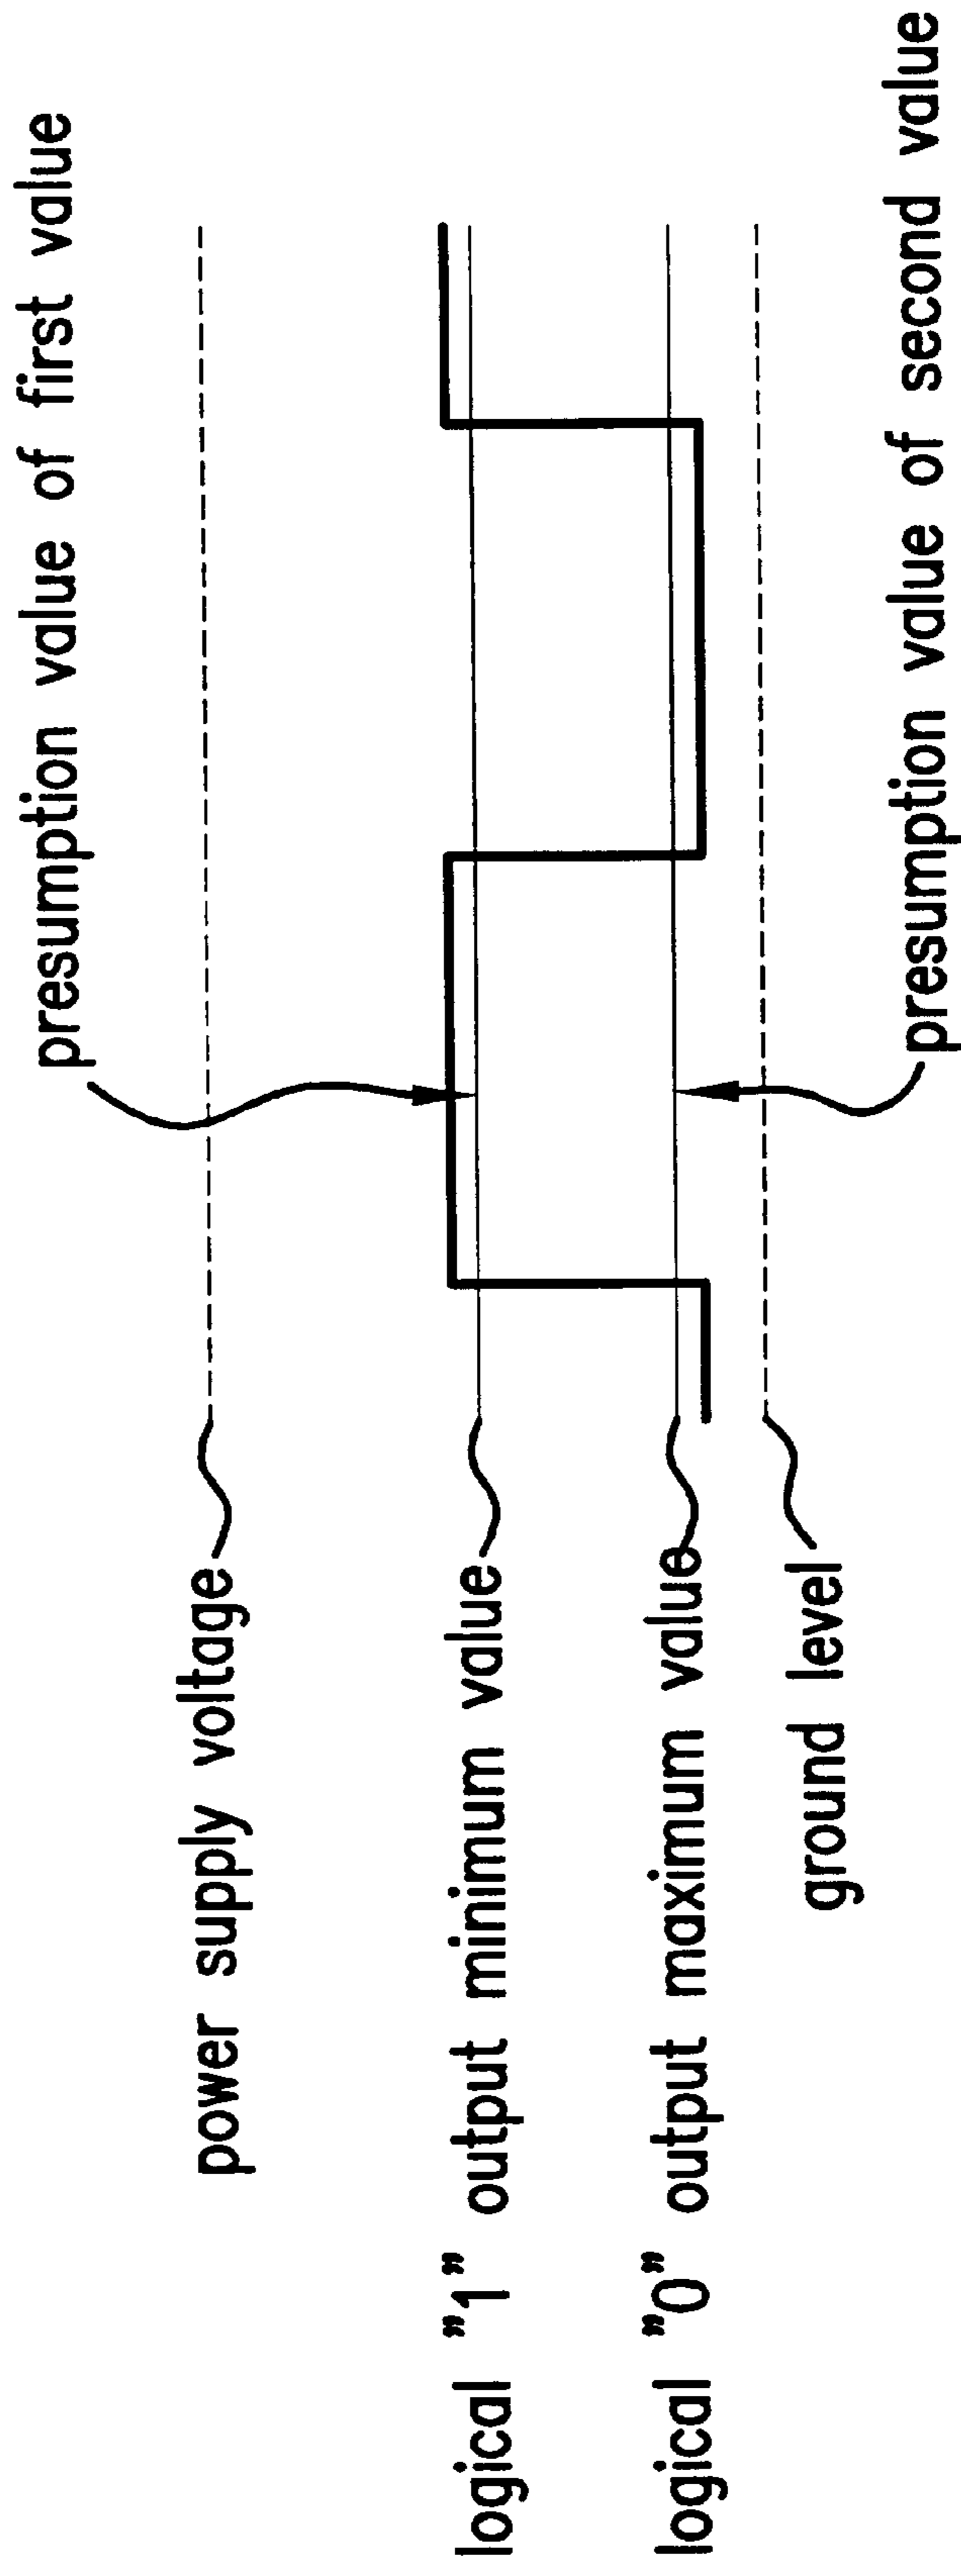 presumption value of first value
power supply voltage
logical "1" output minimum value
logical "0" output maximum value
ground level
presumption value of second value